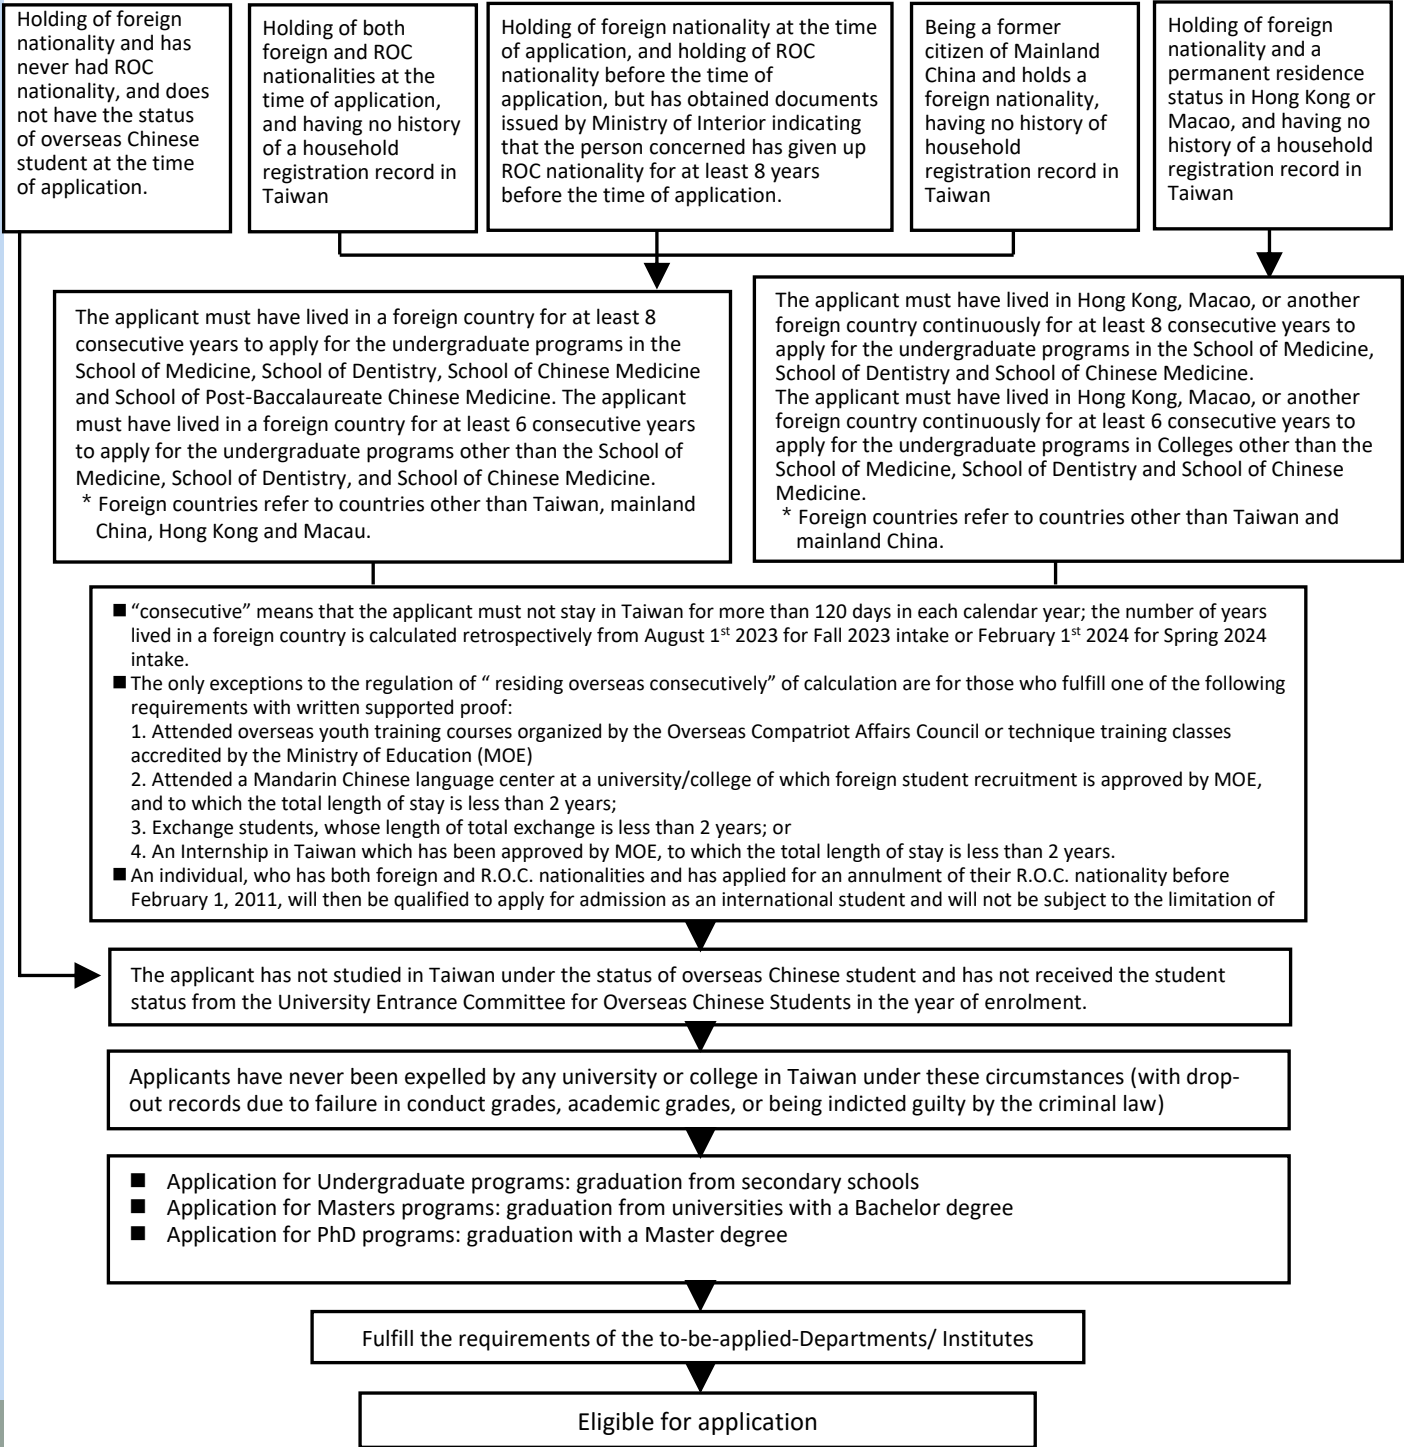 Holding of foreign
nationality and has
never had ROC
nationality, and does
not have the status
of overseas Chinese
student at the time
of application.
Holding of both
foreign and ROC
nationalities at the
time of application,
and having no history
of a household
registration record in
Taiwan
Holding of foreign nationality at the time
of application, and holding of ROC
nationality before the time of
application, but has obtained documents
issued by Ministry of Interior indicating
that the person concerned has given up
ROC nationality for at least 8 years
before the time of application.
Being a former
citizen of Mainland
China and holds a
foreign nationality,
having no history of
household
registration record in
Taiwan
Holding of foreign
nationality and a
permanent residence
status in Hong Kong or
Macao, and having no
history of a household
registration record in
Taiwan
The applicant must have lived in a foreign country for at least 8
consecutive years to apply for the undergraduate programs in the
School of Medicine, School of Dentistry, School of Chinese Medicine
and School of Post-Baccalaureate Chinese Medicine. The applicant
must have lived in a foreign country for at least 6 consecutive years
to apply for the undergraduate programs other than the School of
Medicine, School of Dentistry, and School of Chinese Medicine.
* Foreign countries refer to countries other than Taiwan, mainland
China, Hong Kong and Macau.
The applicant must have lived in Hong Kong, Macao, or another
foreign country continuously for at least 8 consecutive years to
apply for the undergraduate programs in the School of Medicine,
School of Dentistry and School of Chinese Medicine.
The applicant must have lived in Hong Kong, Macao, or another
foreign country continuously for at least 6 consecutive years to
apply for the undergraduate programs in Colleges other than the
School of Medicine, School of Dentistry and School of Chinese
Medicine.
* Foreign countries refer to countries other than Taiwan and
mainland China.
■ “consecutive” means that the applicant must not stay in Taiwan for more than 120 days in each calendar year; the number of years
lived in a foreign country is calculated retrospectively from August 1st 2023 for Fall 2023 intake or February 1st 2024 for Spring 2024
intake.
■ The only exceptions to the regulation of “ residing overseas consecutively” of calculation are for those who fulfill one of the following
requirements with written supported proof:
1. Attended overseas youth training courses organized by the Overseas Compatriot Affairs Council or technique training classes
accredited by the Ministry of Education (MOE)
2. Attended a Mandarin Chinese language center at a university/college of which foreign student recruitment is approved by MOE,
and to which the total length of stay is less than 2 years;
3. Exchange students, whose length of total exchange is less than 2 years; or
4. An Internship in Taiwan which has been approved by MOE, to which the total length of stay is less than 2 years.
■ An individual, who has both foreign and R.O.C. nationalities and has applied for an annulment of their R.O.C. nationality before
February 1, 2011, will then be qualified to apply for admission as an international student and will not be subject to the limitation of
The applicant has not studied in Taiwan under the status of overseas Chinese student and has not received the student
status from the University Entrance Committee for Overseas Chinese Students in the year of enrolment.
Applicants have never been expelled by any university or college in Taiwan under these circumstances (with drop-
out records due to failure in conduct grades, academic grades, or being indicted guilty by the criminal law)
■ Application for Undergraduate programs: graduation from secondary schools
■ Application for Masters programs: graduation from universities with a Bachelor degree
■ Application for PhD programs: graduation with a Master degree
Fulfill the requirements of the to-be-applied-Departments/ Institutes
Eligible for application